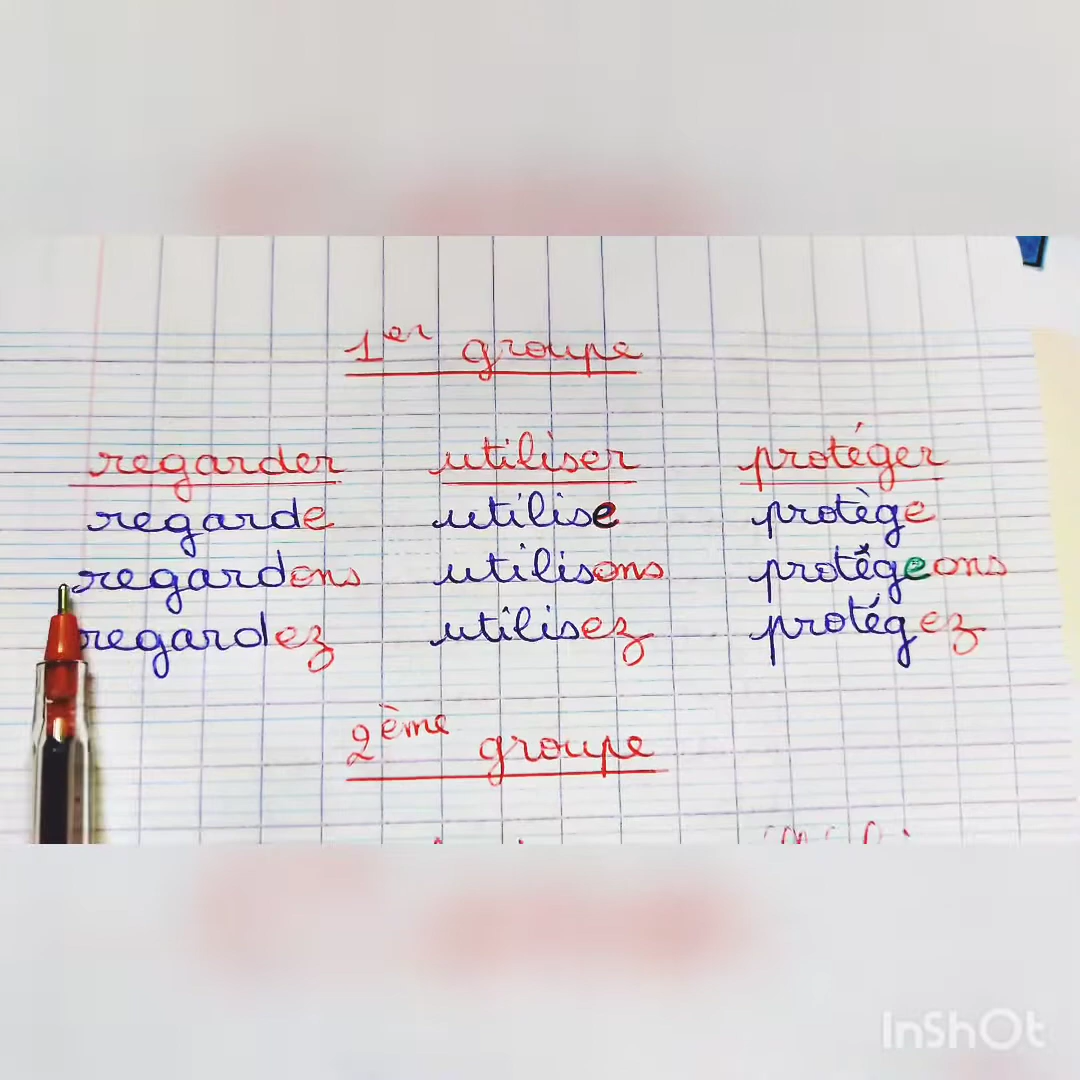 1er groupe
regarder utiliser protéger
regarde utilise protège
regardons utilisons protégeons
regardez utilisez protégez
2ème groupe
InShOt